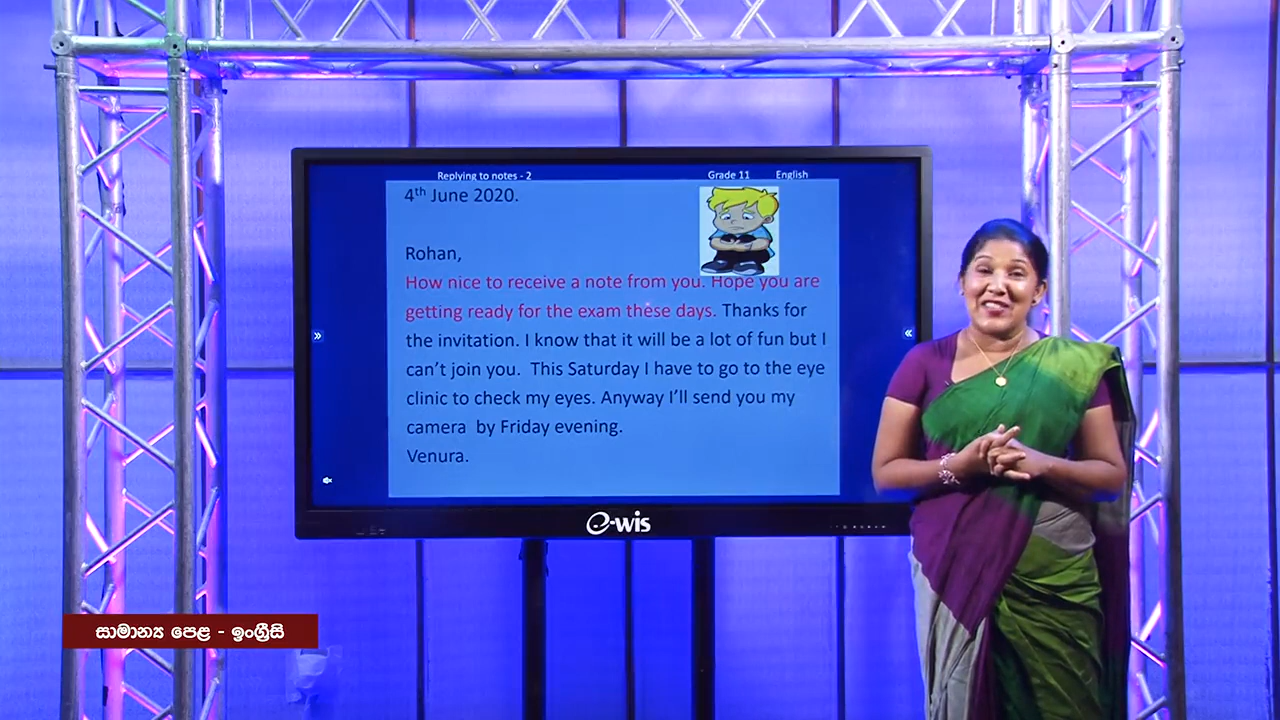 Replying to notes - 2 Grade 11 English
4th June 2020.
Rohan,
How nice to receive a note from you. Hope you are
getting ready for the exam these days. Thanks for
the invitation. I know that it will be a lot of fun but I
can't join you. This Saturday I have to go to the eye
clinic to check my eyes. Anyway I'll send you my
camera by Friday evening.
Venura.
e-wis
සාමාන්‍ය පෙළ - ඉංග්‍රීසි